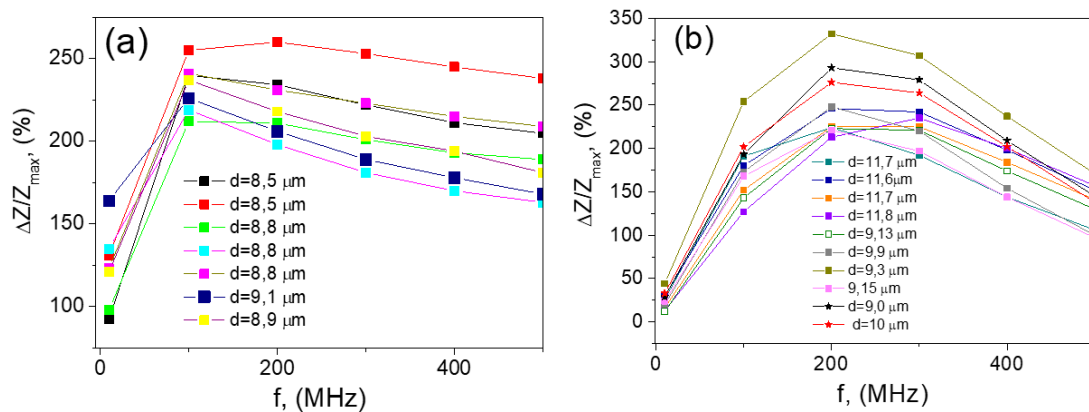 (a)
250
200
150
100
ΔZ/Zmax, (%)
d=8,5 μm
d=8,5 μm
d=8,8 μm
d=8,8 μm
d=8,8 μm
d=9,1 μm
d=8,9 μm
0 200 400
f, (MHz)
(b)
350
300
250
200
150
100
50
0
ΔZ/Zmax, (%)
d=11,7 μm
d=11,6μm
d=11,7 μm
d=11,8 μm
d=9,13 μm
d=9,9 μm
d=9,3 μm
9,15 μm
d=9,0 μm
d=10 μm
0 200 400
f, (MHz)